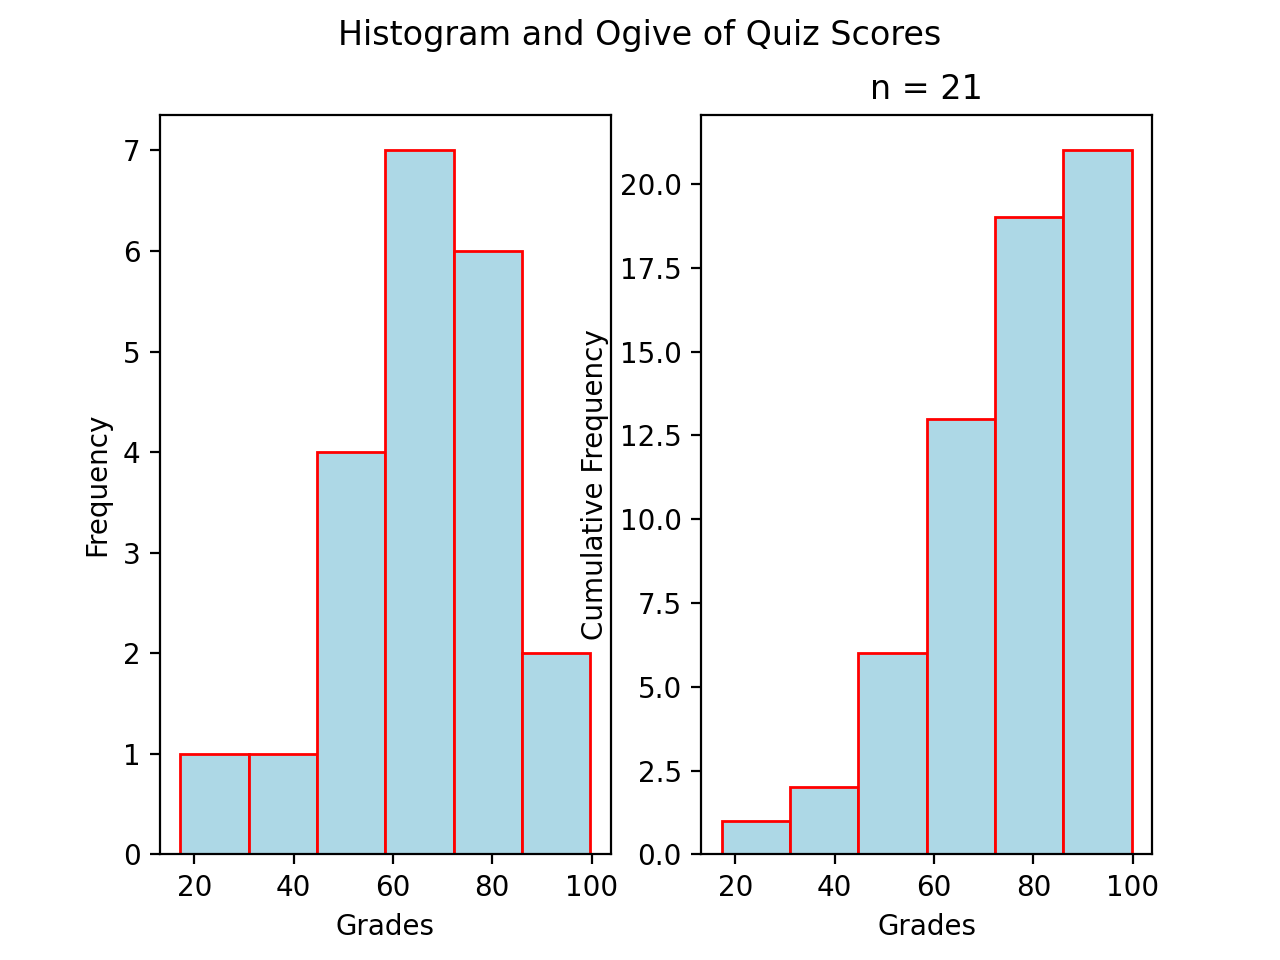 Histogram and Ogive of Quiz Scores
7
6
5
4
3
2
1
0
Frequency
20 40 60 80 100
Grades
n = 21
20.0
17.5
15.0
12.5
10.0
7.5
5.0
2.5
0.0
Cumulative Frequency
20 40 60 80 100
Grades